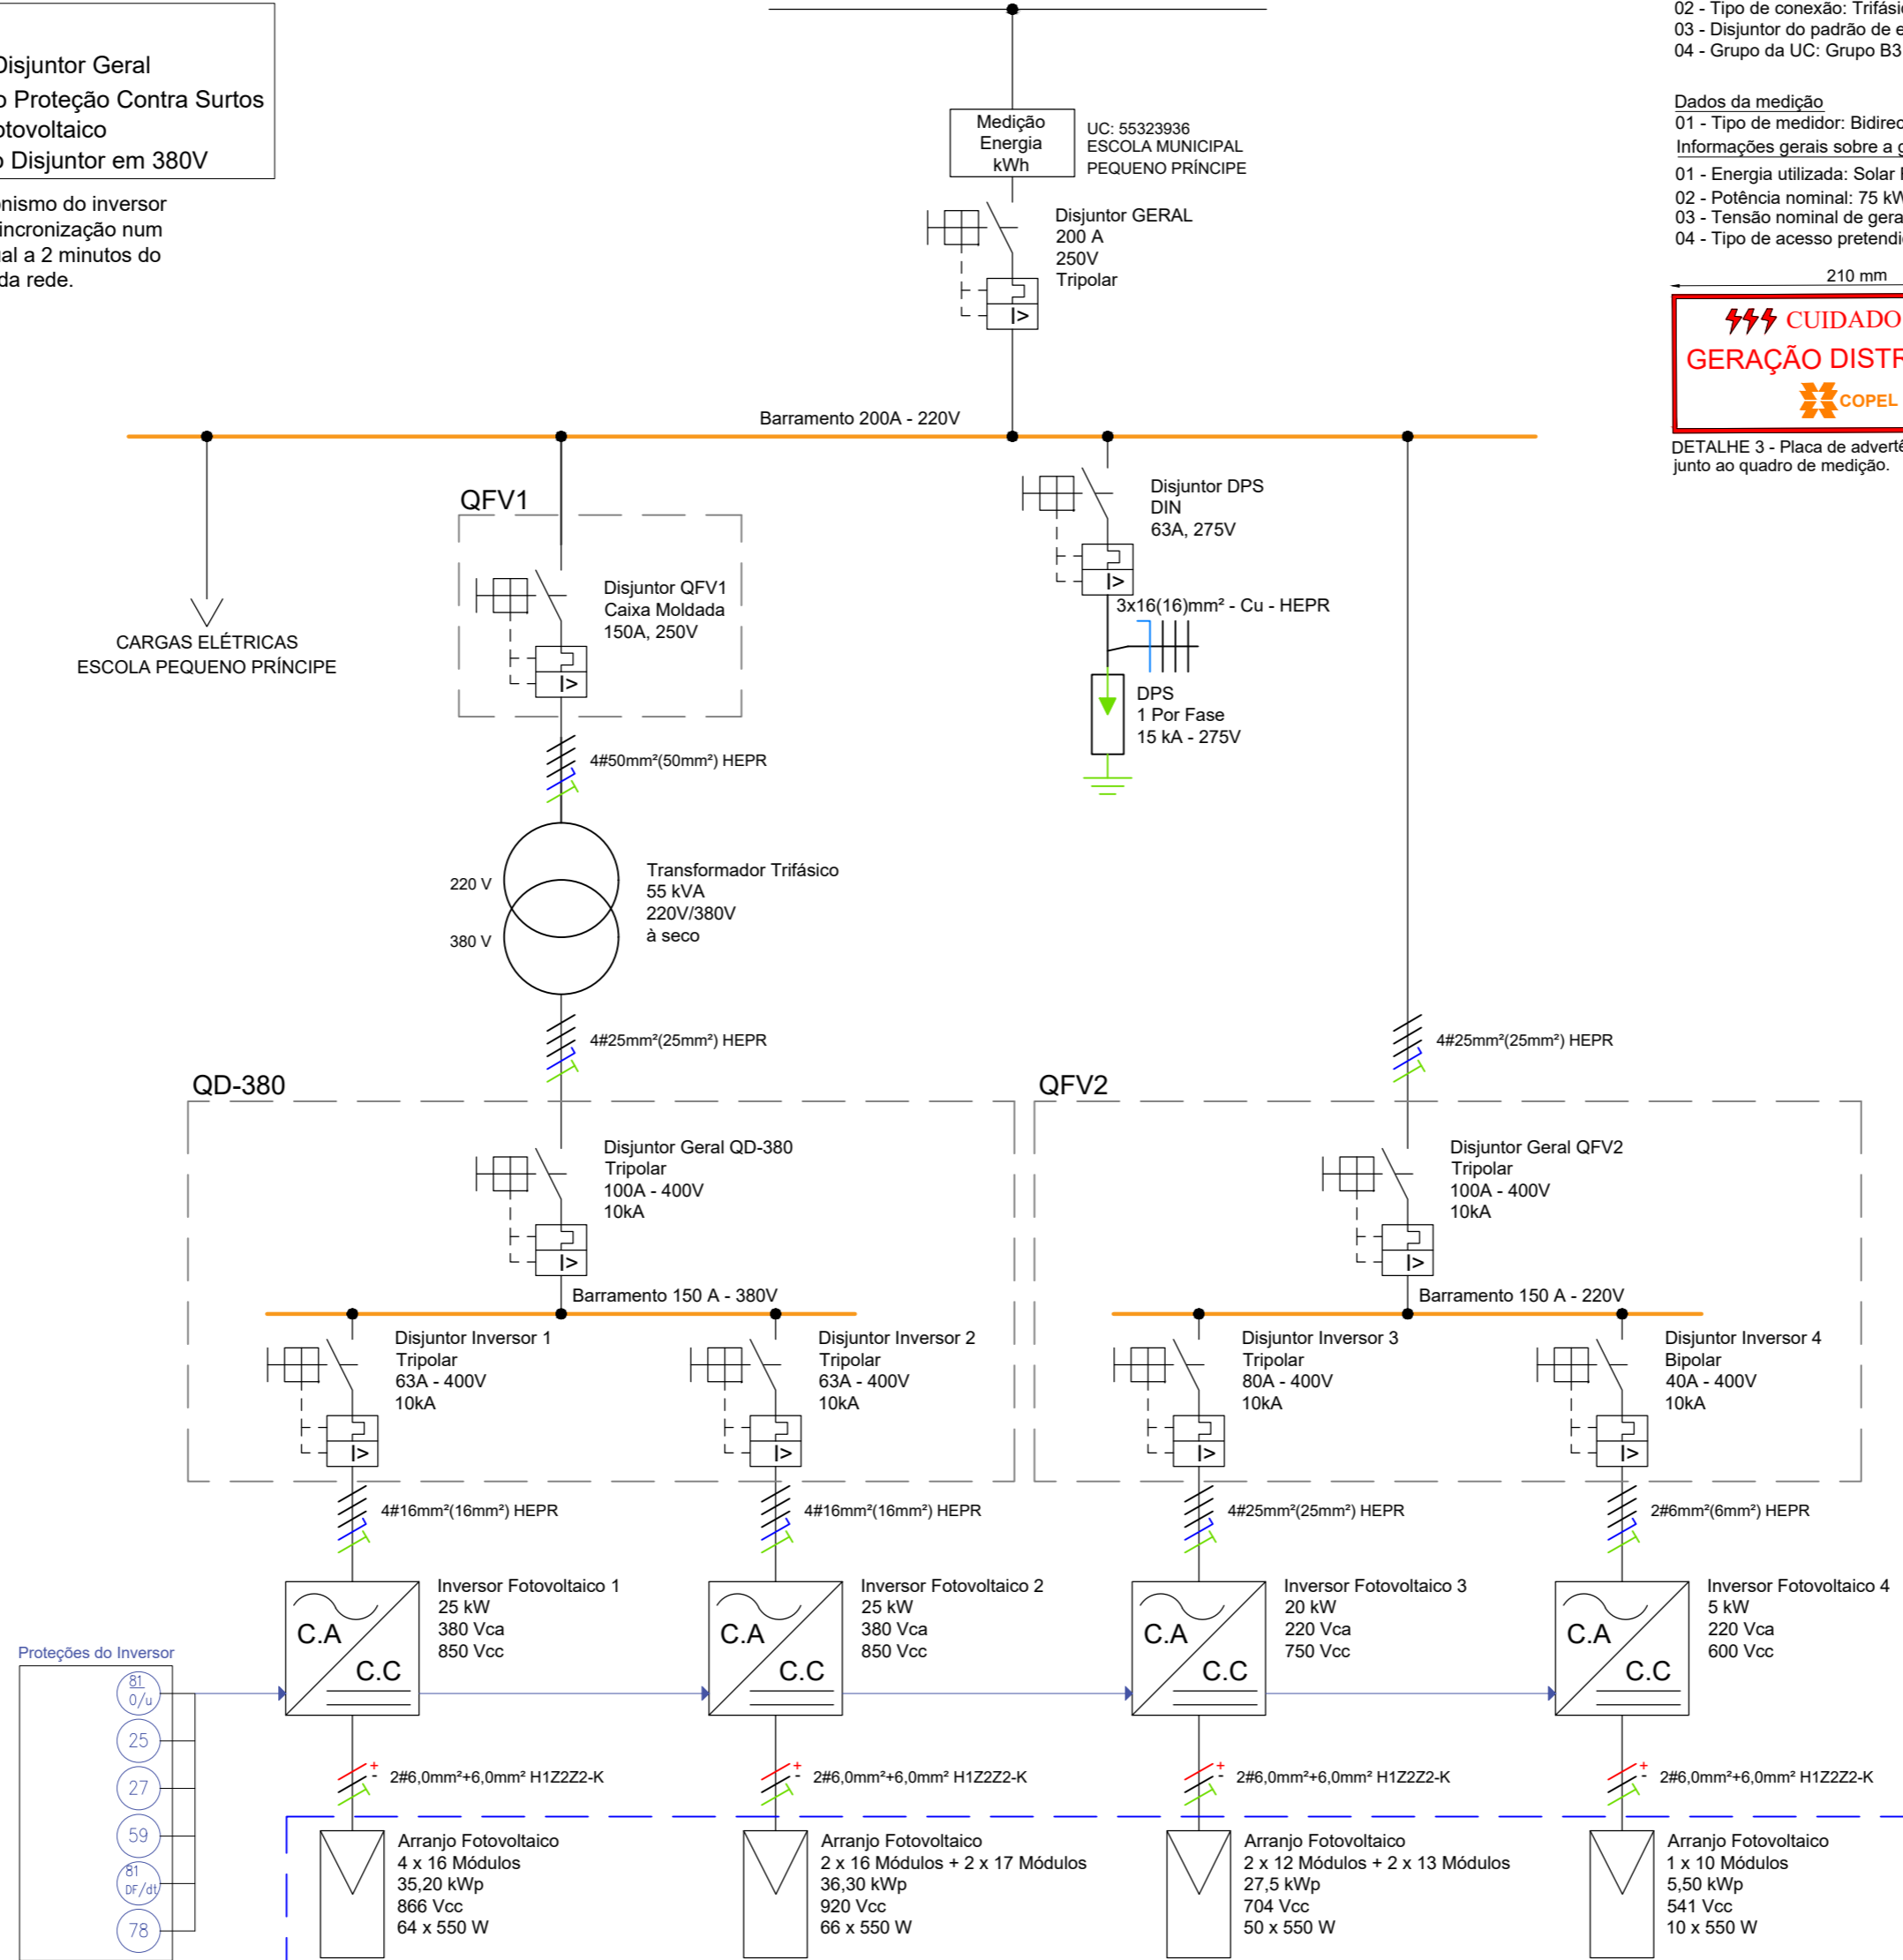 Disjuntor Geral
Proteção Contra Surtos
Disjuntor em 380V
do inversor
num
a 2 minutos do
da rede.
Medição
Energia
kWh
UC: 55323936
ESCOLA MUNICIPAL
PEQUENO PRÍNCIPE
Disjuntor GERAL
200 A
250V
Tripolar
02 - Tipo de conexão:
03 - Disjuntor do padrão de
04 - Grupo da UC: Grupo B3
Dados da medição
01 - Tipo de medidor:
Informações gerais sobre a
01 - Energia utilizada: Solar
02 - Potência nominal: 75
03 - Tensão nominal de
04 - Tipo de acesso
210 mm
CUIDADO
GERAÇÃO
COPEL
DETALHE 3 - Placa de
junto ao quadro de medição.
Barramento 200A - 220V
CARGAS ELÉTRICAS
ESCOLA PEQUENO PRÍNCIPE
QFV1
Disjuntor QFV1
Caixa Moldada
150A, 250V
I>
Disjuntor DPS
DIN
63A, 275V
I>
3x16(16)mm² - Cu - HEPR
DPS
1 Por Fase
15 kA - 275V
4#50mm²(50mm²) HEPR
220 V
380 V
Transformador Trifásico
55 kVA
220V/380V
à seco
4#25mm²(25mm²) HEPR
4#25mm²(25mm²) HEPR
QD-380
Disjuntor Geral QD-380
Tripolar
100A - 400V
10kA
I>
Barramento 150 A - 380V
QFV2
Disjuntor Geral QFV2
Tripolar
100A - 400V
10kA
I>
Barramento 150 A - 220V
Disjuntor Inversor 1
Tripolar
63A - 400V
10kA
I>
Disjuntor Inversor 2
Tripolar
63A - 400V
10kA
I>
Disjuntor Inversor 3
Tripolar
80A - 400V
10kA
I>
Disjuntor Inversor 4
Bipolar
40A - 400V
10kA
I>
4#16mm²(16mm²) HEPR
4#16mm²(16mm²) HEPR
4#25mm²(25mm²) HEPR
2#6mm²(6mm²) HEPR
C.A
C.C
Inversor Fotovoltaico 1
25 kW
380 Vca
850 Vcc
C.A
C.C
Inversor Fotovoltaico 2
25 kW
380 Vca
850 Vcc
C.A
C.C
Inversor Fotovoltaico 3
20 kW
220 Vca
750 Vcc
C.A
C.C
Inversor Fotovoltaico 4
5 kW
220 Vca
600 Vcc
Proteções do Inversor
81
0/u
25
27
59
81
DF/dt
78
+
-
2#6,0mm²+6,0mm² H1Z2Z2-K
+
-
2#6,0mm²+6,0mm² H1Z2Z2-K
+
-
2#6,0mm²+6,0mm² H1Z2Z2-K
+
-
2#6,0mm²+6,0mm² H1Z2Z2-K
Arranjo Fotovoltaico
4 x 16 Módulos
35,20 kWp
866 Vcc
64 x 550 W
Arranjo Fotovoltaico
2 x 16 Módulos + 2 x 17 Módulos
36,30 kWp
920 Vcc
66 x 550 W
Arranjo Fotovoltaico
2 x 12 Módulos + 2 x 13 Módulos
27,5 kWp
704 Vcc
50 x 550 W
Arranjo Fotovoltaico
1 x 10 Módulos
5,50 kWp
541 Vcc
10 x 550 W